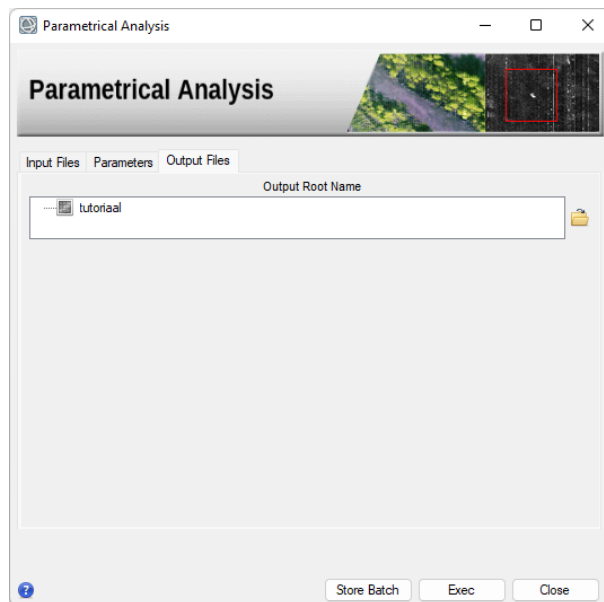 Parametrical Analysis
Parametrical Analysis
Input Files Parameters Output Files
Output Root Name
tutoriaal
?
Store Batch Exec Close